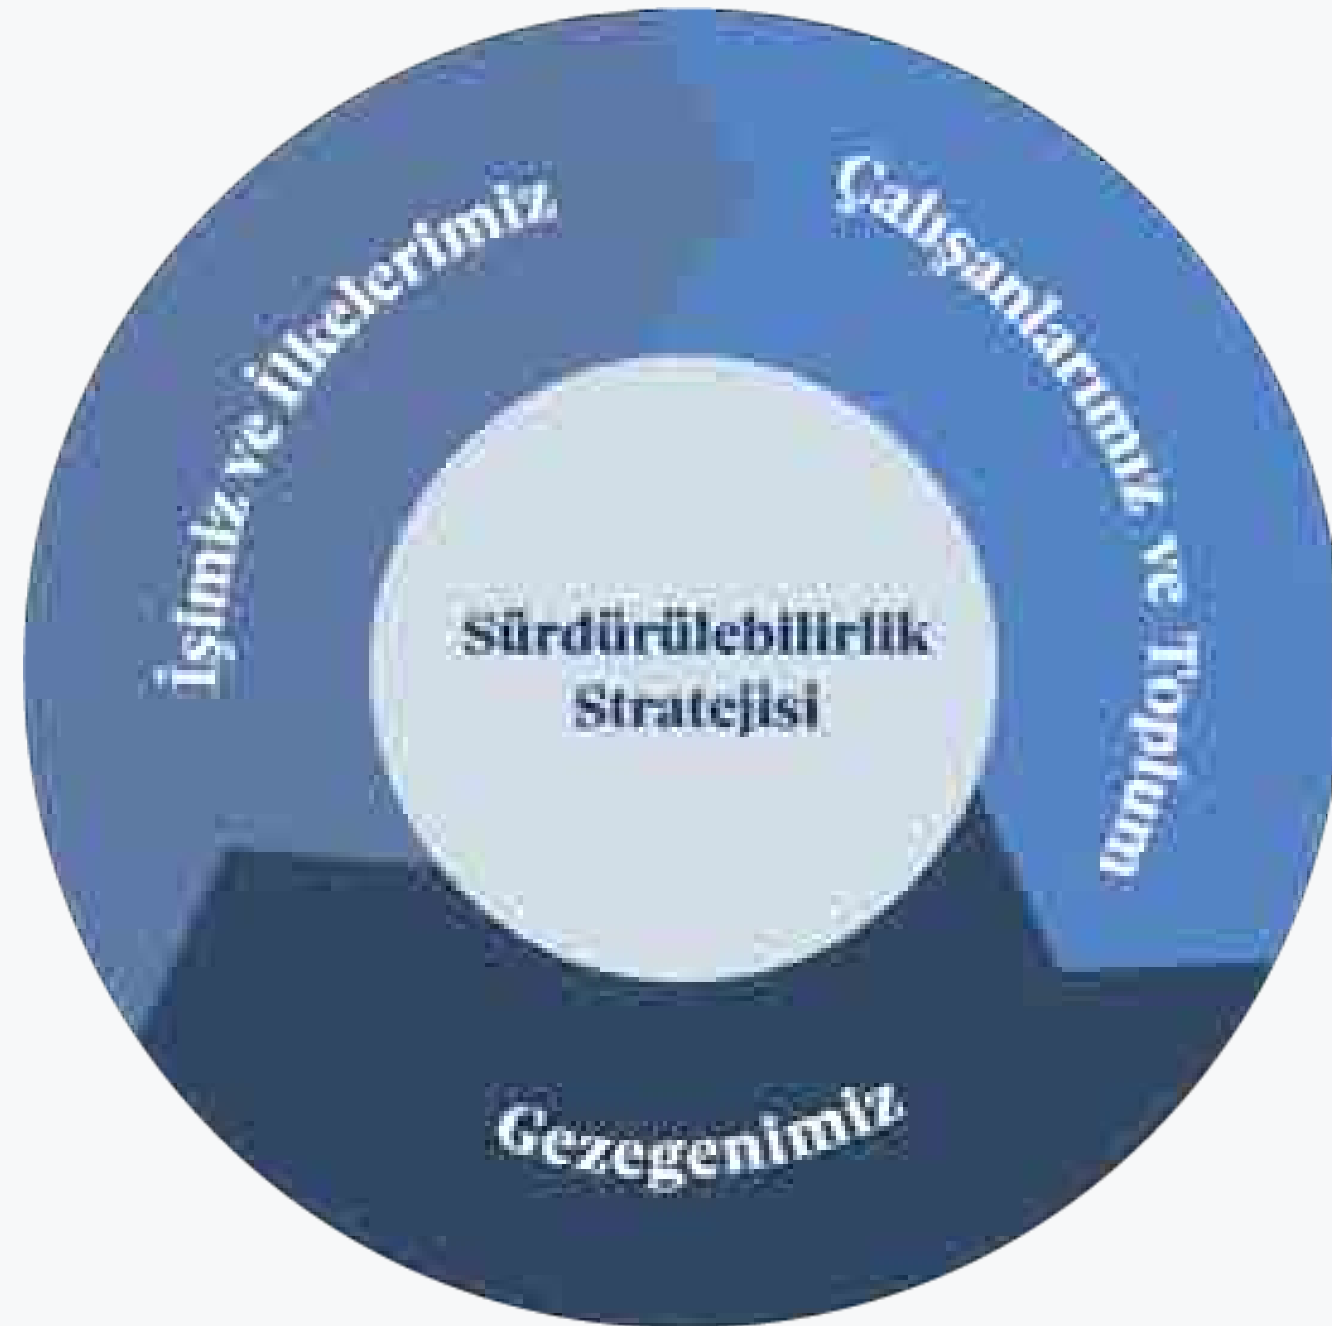 İşimiz ve İlkelerimiz
Çalışanlarımız ve Toplum
Sürdürülebilirlik
Stratejisi
Gezegenimiz